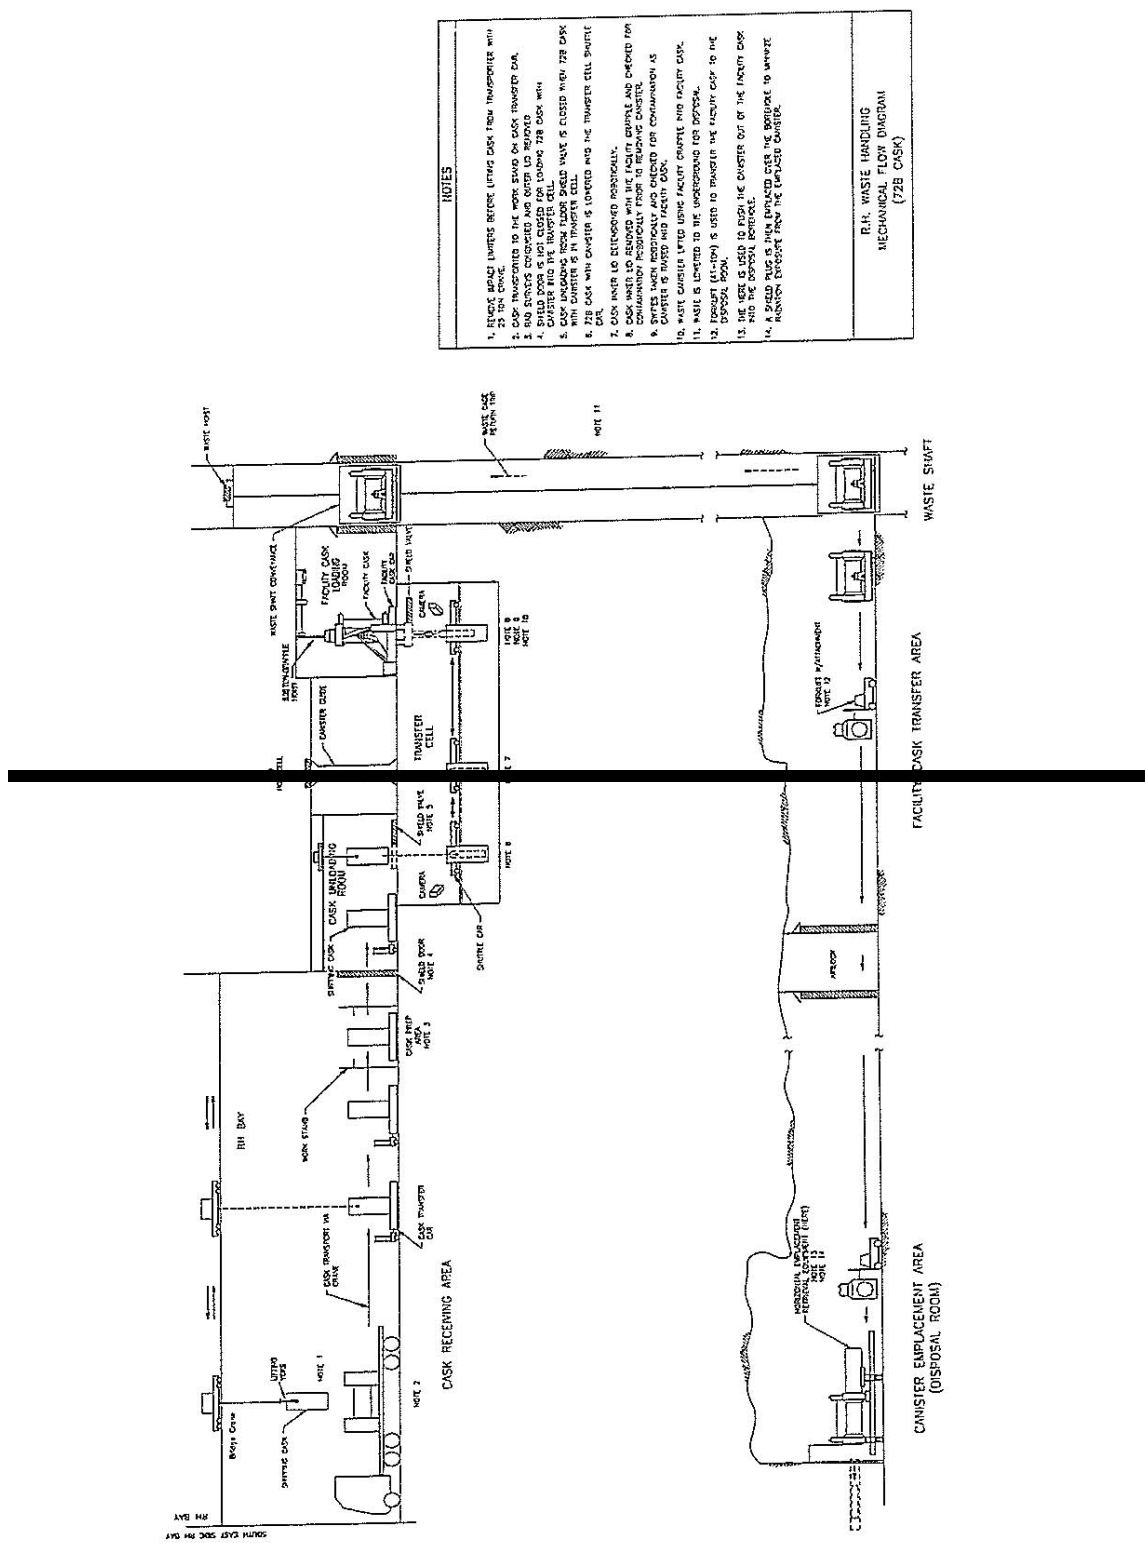 NOTES
1. REMOVE IMPACT LIMITERS BEFORE LIFTING CASK FROM TRANSPORTER WITH
25 TON CRANE.
2. CASK TRANSPORTED TO THE WORK STAND ON CASK TRANSFER CAR.
3. RAD SURVEYS CONDUCTED AND OUTER LID REMOVED
4. SHIELD DOOR IS NOT CLOSED FOR LOADING 72B CASK WITH
CANISTER INTO THE TRANSFER CELL.
5. CASK UNLOADING ROOM FLOOR SHIELD VALVE IS CLOSED WHEN 72B CASK
WITH CANISTER IS IN TRANSFER CELL.
6. 72B CASK WITH CANISTER IS LOWERED INTO THE TRANSFER CELL SHUTTLE
CAR.
7. CASK INNER LID DETENSIONED ROBOTICALLY.
8. CASK INNER LID REMOVED WITH THE FACILITY GRAPPLE AND CHECKED FOR
CONTAMINATION ROBOTICALLY PRIOR TO REMOVING CANISTER.
9. SWIPES TAKEN ROBOTICALLY AND CHECKED FOR CONTAMINATION AS
CANISTER IS RAISED INTO FACILITY CASK.
10. WASTE CANISTER LIFTED USING FACILITY GRAPPLE INTO FACILITY CASK.
11. WASTE IS LOWERED TO THE UNDERGROUND FOR DISPOSAL.
12. FORKLIFT (41-TON) IS USED TO TRANSFER THE FACILITY CASK TO THE
DISPOSAL ROOM.
13. THE HERE IS USED TO PUSH THE CANISTER OUT OF THE FACILITY CASK
INTO THE DISPOSAL BOREHOLE.
14. A SHIELD PLUG IS THEN EMPLACED OVER THE BOREHOLE TO MINIMIZE
RADIATION EXPOSURE FROM THE EMPLACED CANISTER.
R.H. WASTE HANDLING
MECHANICAL FLOW DIAGRAM
(72B CASK)
RH BAY
SOUTH EAST SIDE RH BAY
Bridge Crane
SHIPPING CASK
LIFTING
YOKE
NOTE 1
NOTE 2
CASK TRANSPORT VIA
CRANE
CASK TRANSFER
CAR
CASK RECEIVING AREA
RH BAY
WORK STAND
CASK PREP
AREA
NOTE 3
SHIELD DOOR
NOTE 4
SHIPPING CASK
CASK UNLOADING
ROOM
CAMERA
SHUTTLE CAR
SHIELD VALVE
NOTE 5
NOTE 6
CANISTER GUIDE
TRANSFER
CELL
HOIST
WASTE SHAFT CONVEYANCE
FACILITY CASK
LOADING
ROOM
FACILITY CASK
FACILITY
CASK CAR
SHIELD VALVE
CAMERA
NOTE 8
NOTE 9
NOTE 10
WASTE HOIST
WASTE CAGE
RETURN TRIP
NOTE 11
WASTE SHAFT
FORKLIFT W/ATTACHMENT
NOTE 12
FACILITY CASK TRANSFER AREA
AIRLOCK
HORIZONTAL EMPLACEMENT
RETRIEVAL EQUIPMENT (HERE)
NOTE 13
NOTE 14
CANISTER EMPLACEMENT AREA
(DISPOSAL ROOM)